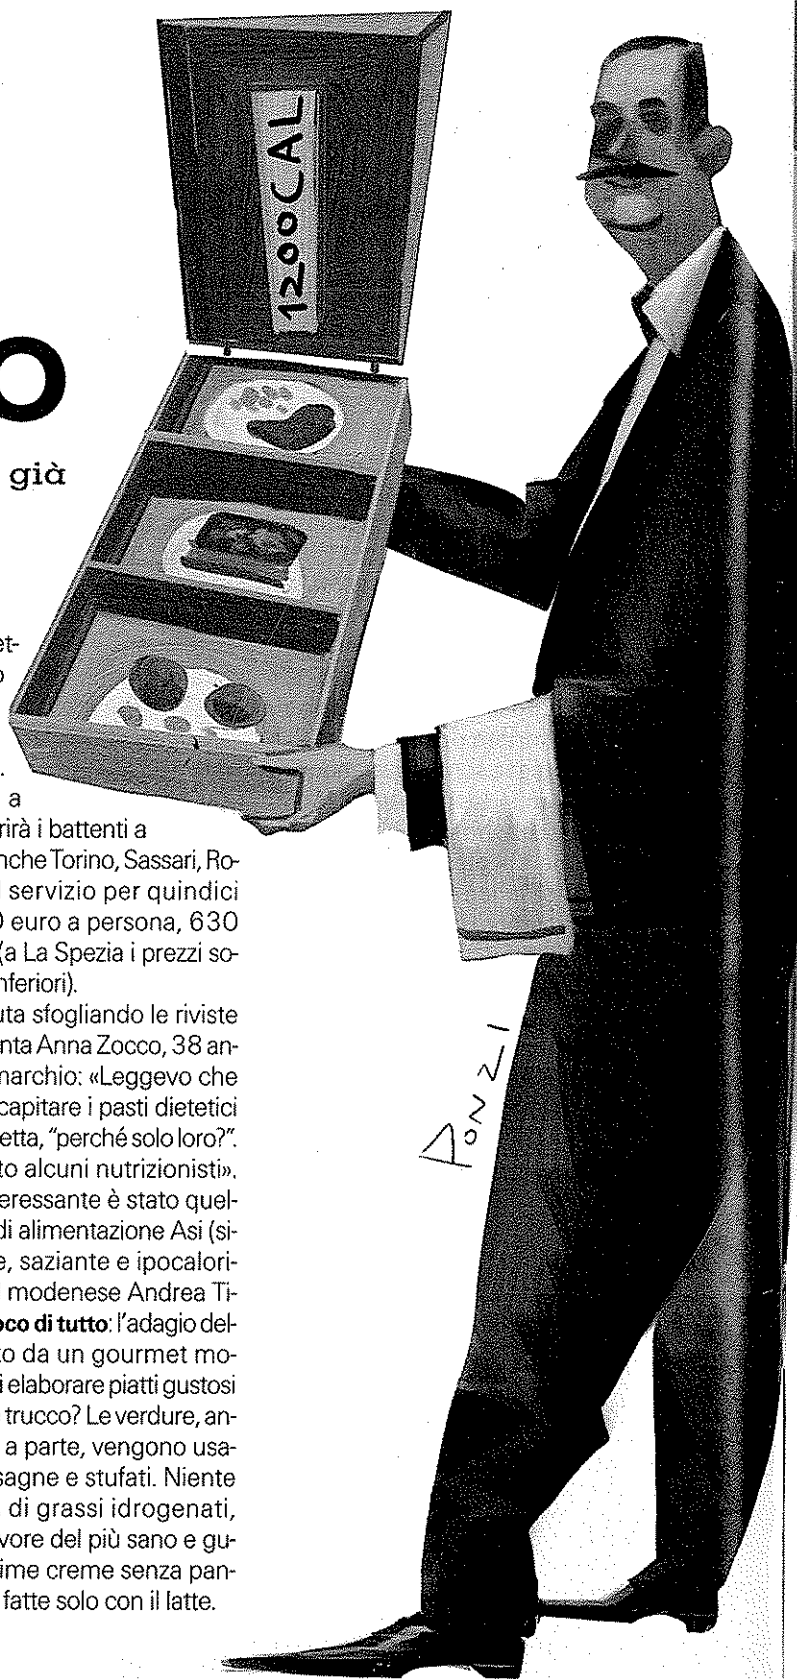 1200CAL
O
già
et-
o
.
a
rirà i battenti a
nche Torino, Sassari, Ro-
l servizio per quindici
0 euro a persona, 630
(a La Spezia i prezzi so-
nferiori).
uta sfogliando le riviste
nta Anna Zocco, 38 an-
marchio: «Leggevo che
capitare i pasti dietetici
etta, "perché solo loro?".
to alcuni nutrizionisti».
eressante è stato quel-
di alimentazione Asi (si-
e, saziante e ipocalori-
l modenese Andrea Ti-
oco di tutto: l'adagio del-
to da un gourmet mo-
i elaborare piatti gustosi
trucco? Le verdure, an-
a parte, vengono usa-
sagne e stufati. Niente
di grassi idrogenati,
vore del più sano e gu-
ime creme senza pan-
fatte solo con il latte.
PONZI